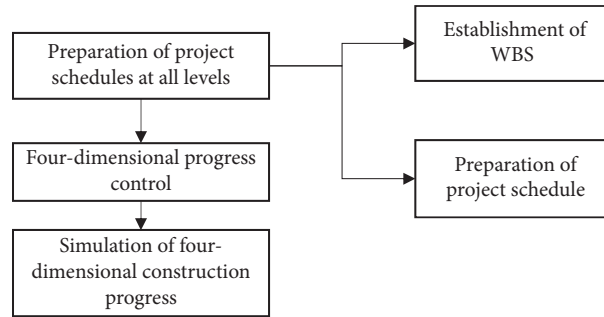 Preparation of project
schedules at all levels
Establishment of
WBS
Four-dimensional progress
control
Preparation of
project schedule
Simulation of four-
dimensional construction
progress